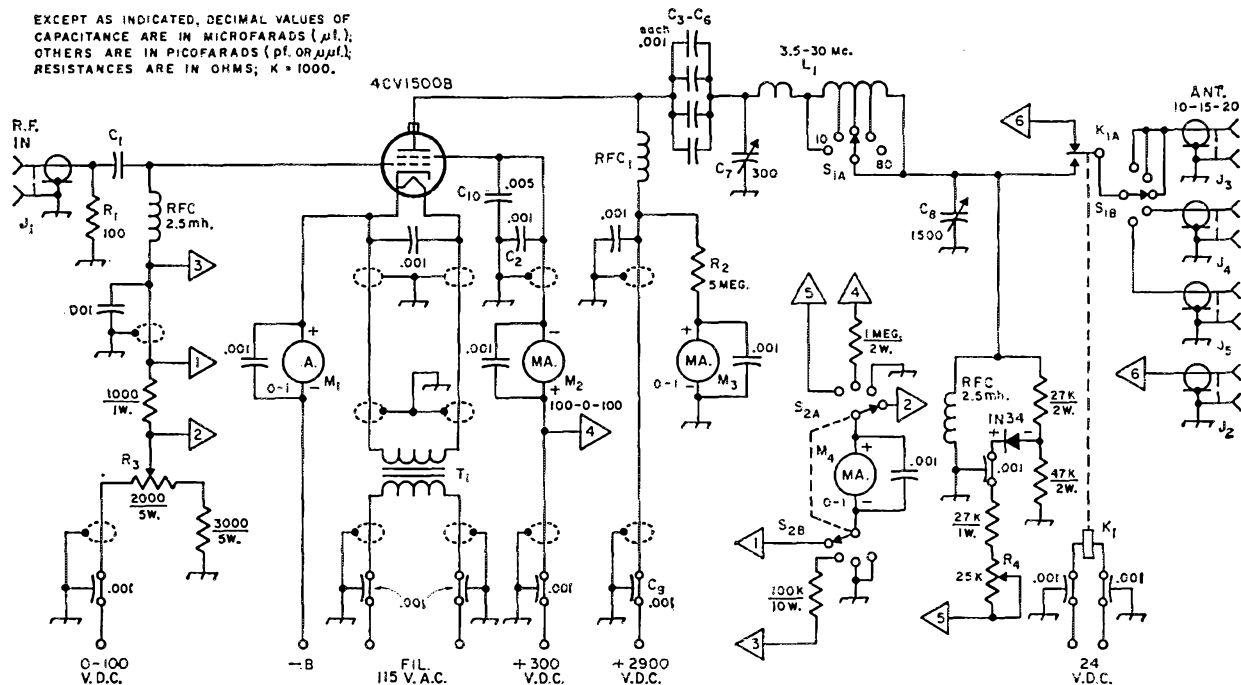 EXCEPT AS INDICATED, DECIMAL VALUES OF
CAPACITANCE ARE IN MICROFARADS (µf.);
OTHERS ARE IN PICOFARADS (pf. OR µµf.);
RESISTANCES ARE IN OHMS; K = 1000.
4CV1500B
C3-C6
each
.001
3.5-30 Mc.
L1
ANT.
10-15-20
R.F.
IN
C1
J1
R1
100
RFC
2.5mh.
3
.001
1
1000
1W.
2
R3
2000
5W.
3000
5W.
.001
0-100
V.D.C.
.001
A.
+
0-1
-
M1
-B
.001
T1
.001
FIL.
115 V.A.C.
C10
.005
.001
C2
-
MA.
.001
M2
+
100-0-100
4
.001
+300
V.D.C.
RFC1
.001
R2
5 MEG.
+
MA.
.001
0-1
-
M3
C9
.001
+2900
V.D.C.
C7
300
10
80
S1A
C8
1500
6
K1A
S1B
J3
J4
J5
6
J2
5
4
1 MEG.
2W.
S2A
2
M4
+
MA.
.001
0-1
-
S2B
1
100K
10W.
3
RFC
2.5mh.
27K
2W.
1N34
+
-
.001
47K
2W.
27K
1W.
R4
25K
5
K1
.001
.001
24
V.D.C.